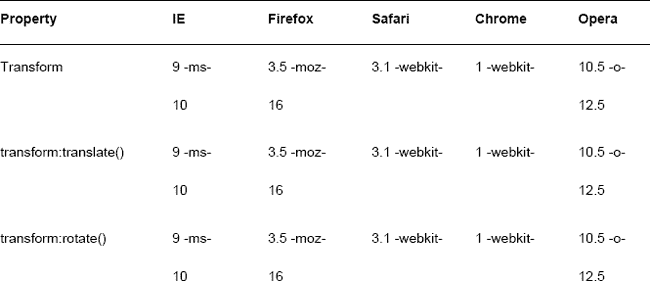 Property IE Firefox Safari Chrome Opera
Transform 9 -ms- 3.5 -moz- 3.1 -webkit- 1 -webkit- 10.5 -o-
10 16 12.5
transform:translate() 9 -ms- 3.5 -moz- 3.1 -webkit- 1 -webkit- 10.5 -o-
10 16 12.5
transform:rotate() 9 -ms- 3.5 -moz- 3.1 -webkit- 1 -webkit- 10.5 -o-
10 16 12.5